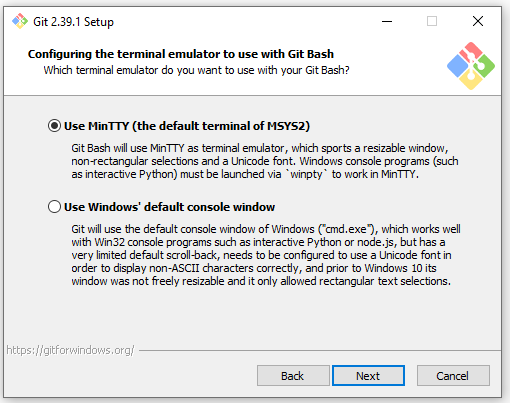 Git 2.39.1 Setup
Configuring the terminal emulator to use with Git Bash
Which terminal emulator do you want to use with your Git Bash?
Use MinTTY (the default terminal of MSYS2)
Git Bash will use MinTTY as terminal emulator, which sports a resizable window,
non-rectangular selections and a Unicode font. Windows console programs (such
as interactive Python) must be launched via `winpty` to work in MinTTY.
Use Windows' default console window
Git will use the default console window of Windows ("cmd.exe"), which works well
with Win32 console programs such as interactive Python or node.js, but has a
very limited default scroll-back, needs to be configured to use a Unicode font in
order to display non-ASCII characters correctly, and prior to Windows 10 its
window was not freely resizable and it only allowed rectangular text selections.
https://gitforwindows.org/
Back Next Cancel